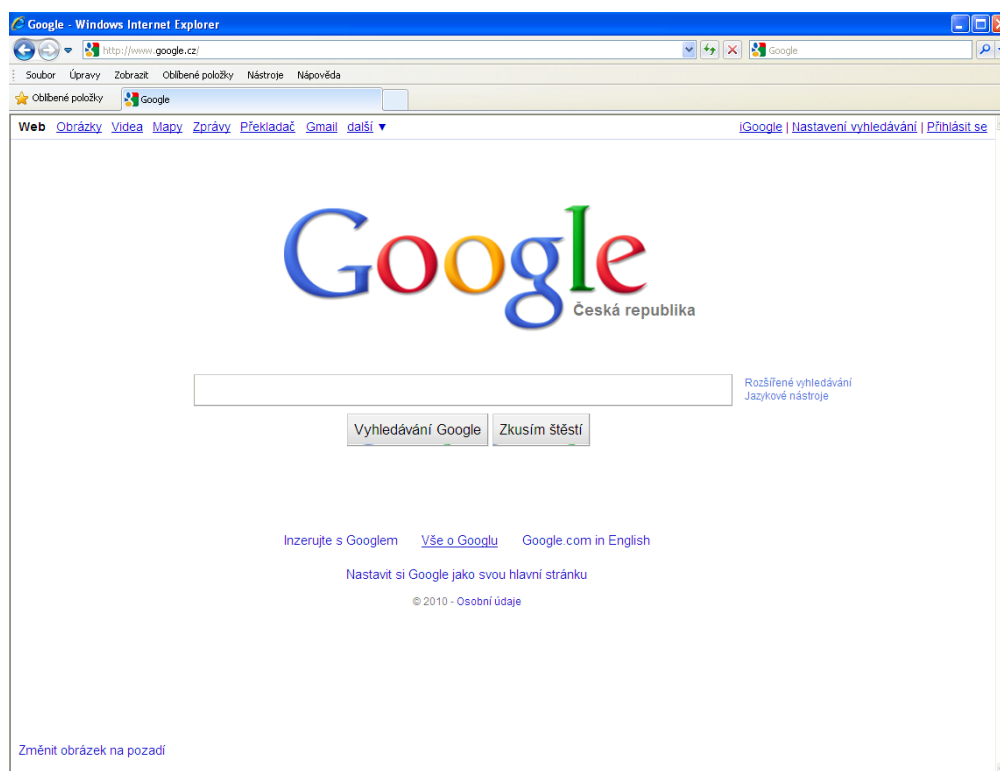 Google - Windows Internet Explorer
http://www.google.cz/ Google
Soubor Úpravy Zobrazit Oblíbené položky Nástroje Nápověda
Oblíbené položky Google
Web Obrázky Videa Mapy Zprávy Překladač Gmail další ▼ iGoogle | Nastavení vyhledávání | Přihlásit se
Google
Česká republika
Rozšířené vyhledávání
Jazykové nástroje
Vyhledávání Google Zkusím štěstí
Inzerujte s Googlem Vše o Googlu Google.com in English
Nastavit si Google jako svou hlavní stránku
© 2010 - Osobní údaje
Změnit obrázek na pozadí